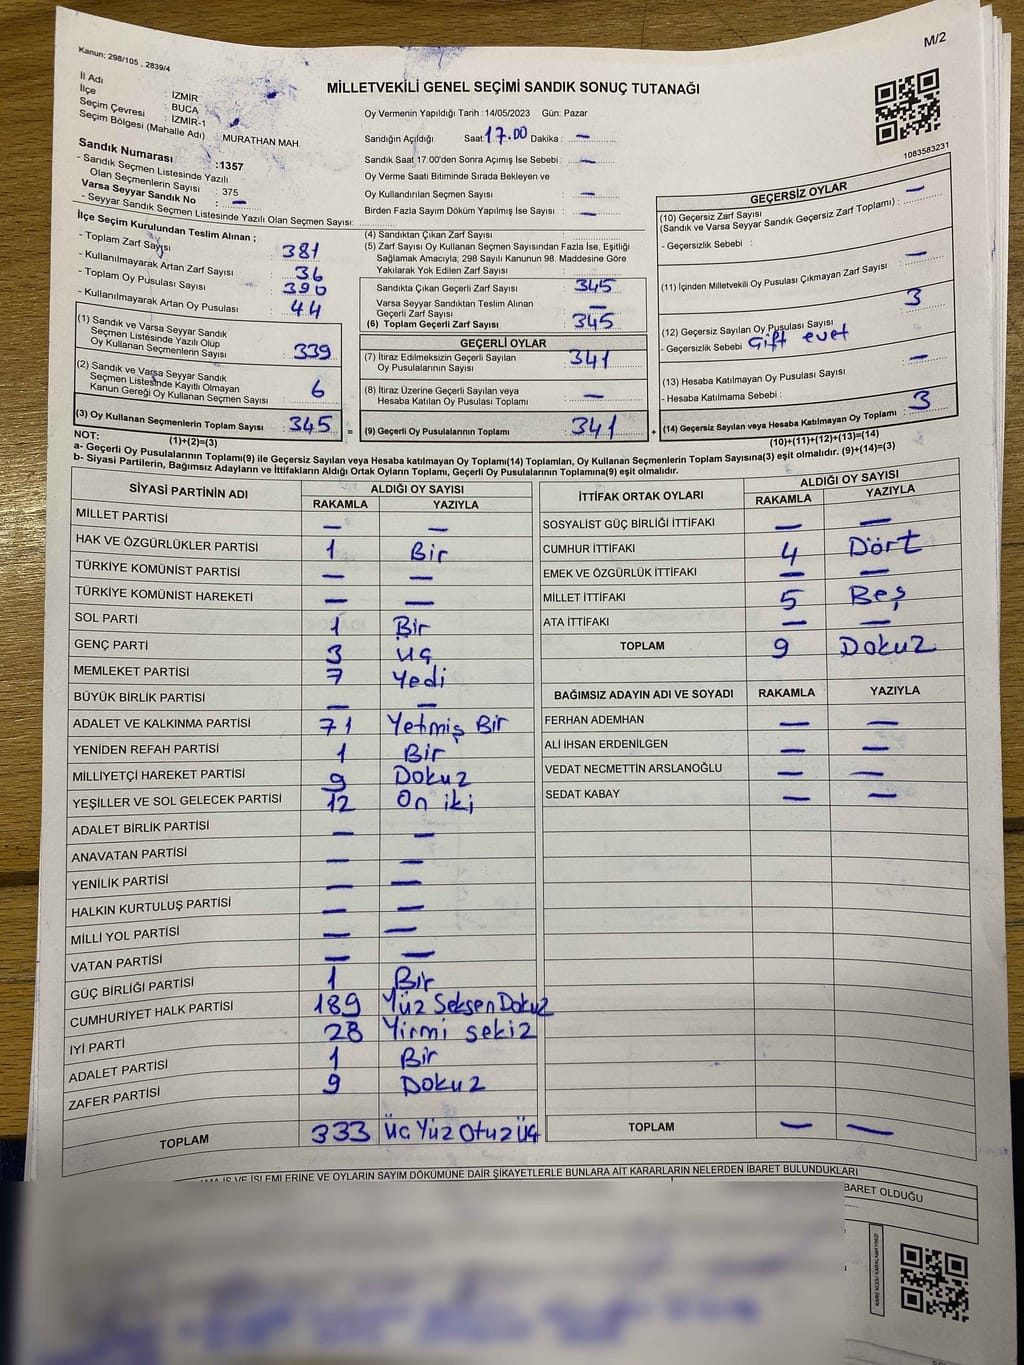 M/2
Kanun: 298/105 . 2839/4
MİLLETVEKİLİ GENEL SEÇİMİ SANDIK SONUÇ TUTANAĞI
İl Adı : İZMİR
İlçe : BUCA
Seçim Çevresi : İZMİR-1
Seçim Bölgesi (Mahalle Adı) : MURATHAN MAH
Sandık Numarası :1357
- Sandık Seçmen Listesinde Yazılı
Olan Seçmenlerin Sayısı : 375
Varsa Seyyar Sandık No : —
- Seyyar Sandık Seçmen Listesinde Yazılı Olan Seçmen Sayısı:
Oy Vermenin Yapıldığı Tarih :14/05/2023 Gün: Pazar
Sandığın Açıldığı Saat:17.00 Dakika : —
Sandık Saat 17:00'den Sonra Açımış İse Sebebi : —
Oy Verme Saati Bitiminde Sırada Bekleyen ve
Oy Kullandırılan Seçmen Sayısı : —
Birden Fazla Sayım Döküm Yapılmış İse Sayısı : —
1083583231
İlçe Seçim Kurulundan Teslim Alınan ;
- Toplam Zarf Sayısı : 381
- Kullanılmayarak Artan Zarf Sayısı : 36
- Toplam Oy Pusulası Sayısı : 390
- Kullanılmayarak Artan Oy Pusulası : 44
(1) Sandık ve Varsa Seyyar Sandık
Seçmen Listesinde Yazılı Olup
Oy Kullanan Seçmenlerin Sayısı : 339
(2) Sandık ve Varsa Seyyar Sandık
Seçmen Listesinde Kayıtlı Olmayan
Kanun Gereği Oy Kullanan Seçmen Sayısı : 6
(3) Oy Kullanan Seçmenlerin Toplam Sayısı : 345
(1)+(2)=(3)
(4) Sandıktan Çıkan Zarf Sayısı :
(5) Zarf Sayısı Oy Kullanan Seçmen Sayısından Fazla İse, Eşitliği
Sağlamak Amacıyla; 298 Sayılı Kanunun 98. Maddesine Göre
Yakılarak Yok Edilen Zarf Sayısı :
Sandıkta Çıkan Geçerli Zarf Sayısı : 345
Varsa Seyyar Sandıktan Teslim Alınan
Geçerli Zarf Sayısı : —
(6) Toplam Geçerli Zarf Sayısı : 345
GEÇERLİ OYLAR
(7) İtiraz Edilmeksizin Geçerli Sayılan
Oy Pusulalarının Sayısı : 341
(8) İtiraz Üzerine Geçerli Sayılan veya
Hesaba Katılan Oy Pusulası Toplamı : —
= (9) Geçerli Oy Pusulalarının Toplamı : 341
GEÇERSİZ OYLAR
(10) Geçersiz Zarf Sayısı
(Sandık ve Varsa Seyyar Sandık Geçersiz Zarf Toplamı) : —
- Geçersizlik Sebebi :
(11) İçinden Milletvekili Oy Pusulası Çıkmayan Zarf Sayısı : —
(12) Geçersiz Sayılan Oy Pusulası Sayısı : 3
- Geçersizlik Sebebi Çift evet
(13) Hesaba Katılmayan Oy Pusulası Sayısı : —
- Hesaba Katılmama Sebebi :
+ (14) Geçersiz Sayılan veya Hesaba Katılmayan Oy Toplamı : 3
(10)+(11)+(12)+(13)=(14)
NOT:
a- Geçerli Oy Pusulaları Toplamı(9) ile Geçersiz Sayılan veya Hesaba katılmayan Oy Toplamı(14) Toplamları, Oy Kullanan Seçmenlerin Toplam Sayısına(3) eşit olmalıdır. (9)+(14)=(3)
b- Siyasi Partilerin, Bağımsız Adayların ve İttifakların Aldığı Ortak Oyların Toplamı, Geçerli Oy Pusulalarının Toplamına(9) eşit olmalıdır.
SİYASİ PARTİNİN ADI ALDIĞI OY SAYISI
RAKAMLA YAZIYLA
MİLLET PARTİSİ — —
HAK VE ÖZGÜRLÜKLER PARTİSİ 1 Bir
TÜRKİYE KOMÜNİST PARTİSİ — —
TÜRKİYE KOMÜNİST HAREKETİ — —
SOL PARTİ 1 Bir
GENÇ PARTİ 3 üç
MEMLEKET PARTİSİ 7 Yedi
BÜYÜK BİRLİK PARTİSİ — —
ADALET VE KALKINMA PARTİSİ 71 Yetmiş Bir
YENİDEN REFAH PARTİSİ 1 Bir
MİLLİYETÇİ HAREKET PARTİSİ 9 Dokuz
YEŞİLLER VE SOL GELECEK PARTİSİ 12 On iki
ADALET BİRLİK PARTİSİ — —
ANAVATAN PARTİSİ — —
YENİLİK PARTİSİ — —
HALKIN KURTULUŞ PARTİSİ — —
MİLLİ YOL PARTİSİ — —
VATAN PARTİSİ — —
GÜÇ BİRLİĞİ PARTİSİ 1 Bir
CUMHURİYET HALK PARTİSİ 189 Yüz Seksen Dokuz
İYİ PARTİ 28 Yirmi sekiz
ADALET PARTİSİ 1 Bir
ZAFER PARTİSİ 9 Dokuz
TOPLAM 333 Üç Yüz Otuz Üç
İTTİFAK ORTAK OYLARI ALDIĞI OY SAYISI
RAKAMLA YAZIYLA
SOSYALİST GÜÇ BİRLİĞİ İTTİFAKI — —
CUMHUR İTTİFAKI 4 Dört
EMEK VE ÖZGÜRLÜK İTTİFAKI — —
MİLLET İTTİFAKI 5 Beş
ATA İTTİFAKI — —
TOPLAM 9 Dokuz
BAĞIMSIZ ADAYIN ADI VE SOYADI RAKAMLA YAZIYLA
FERHAN ADEMHAN — —
ALİ İHSAN ERDENİLGEN — —
VEDAT NECMETTİN ARSLANOĞLU — —
SEDAT KABAY — —
TOPLAM — —
İŞ VE İŞLEMLERİNE VE OYLARIN SAYIM DÖKÜMÜNE DAİR ŞİKAYETLERLE BUNLARA AİT KARARLARIN NELERDEN İBARET BULUNDUKLARI
BARET OLDUĞU